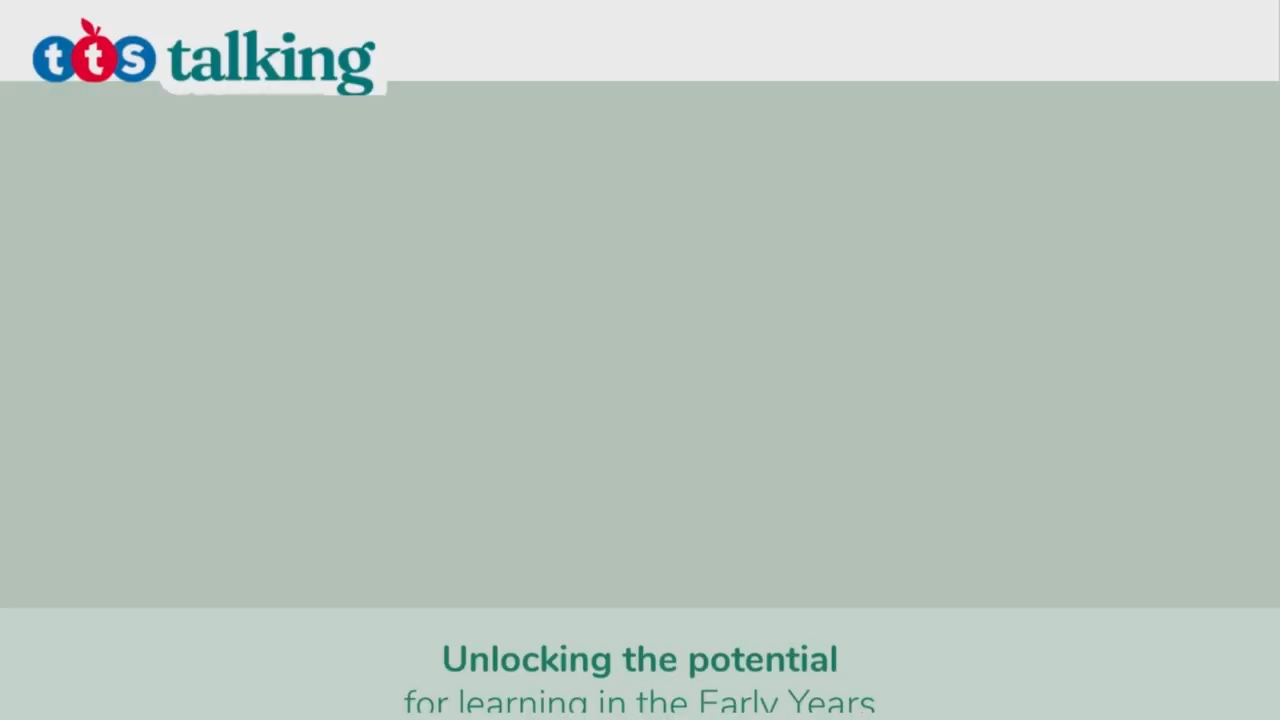 tts talking
Unlocking the potential
for learning in the Early Years